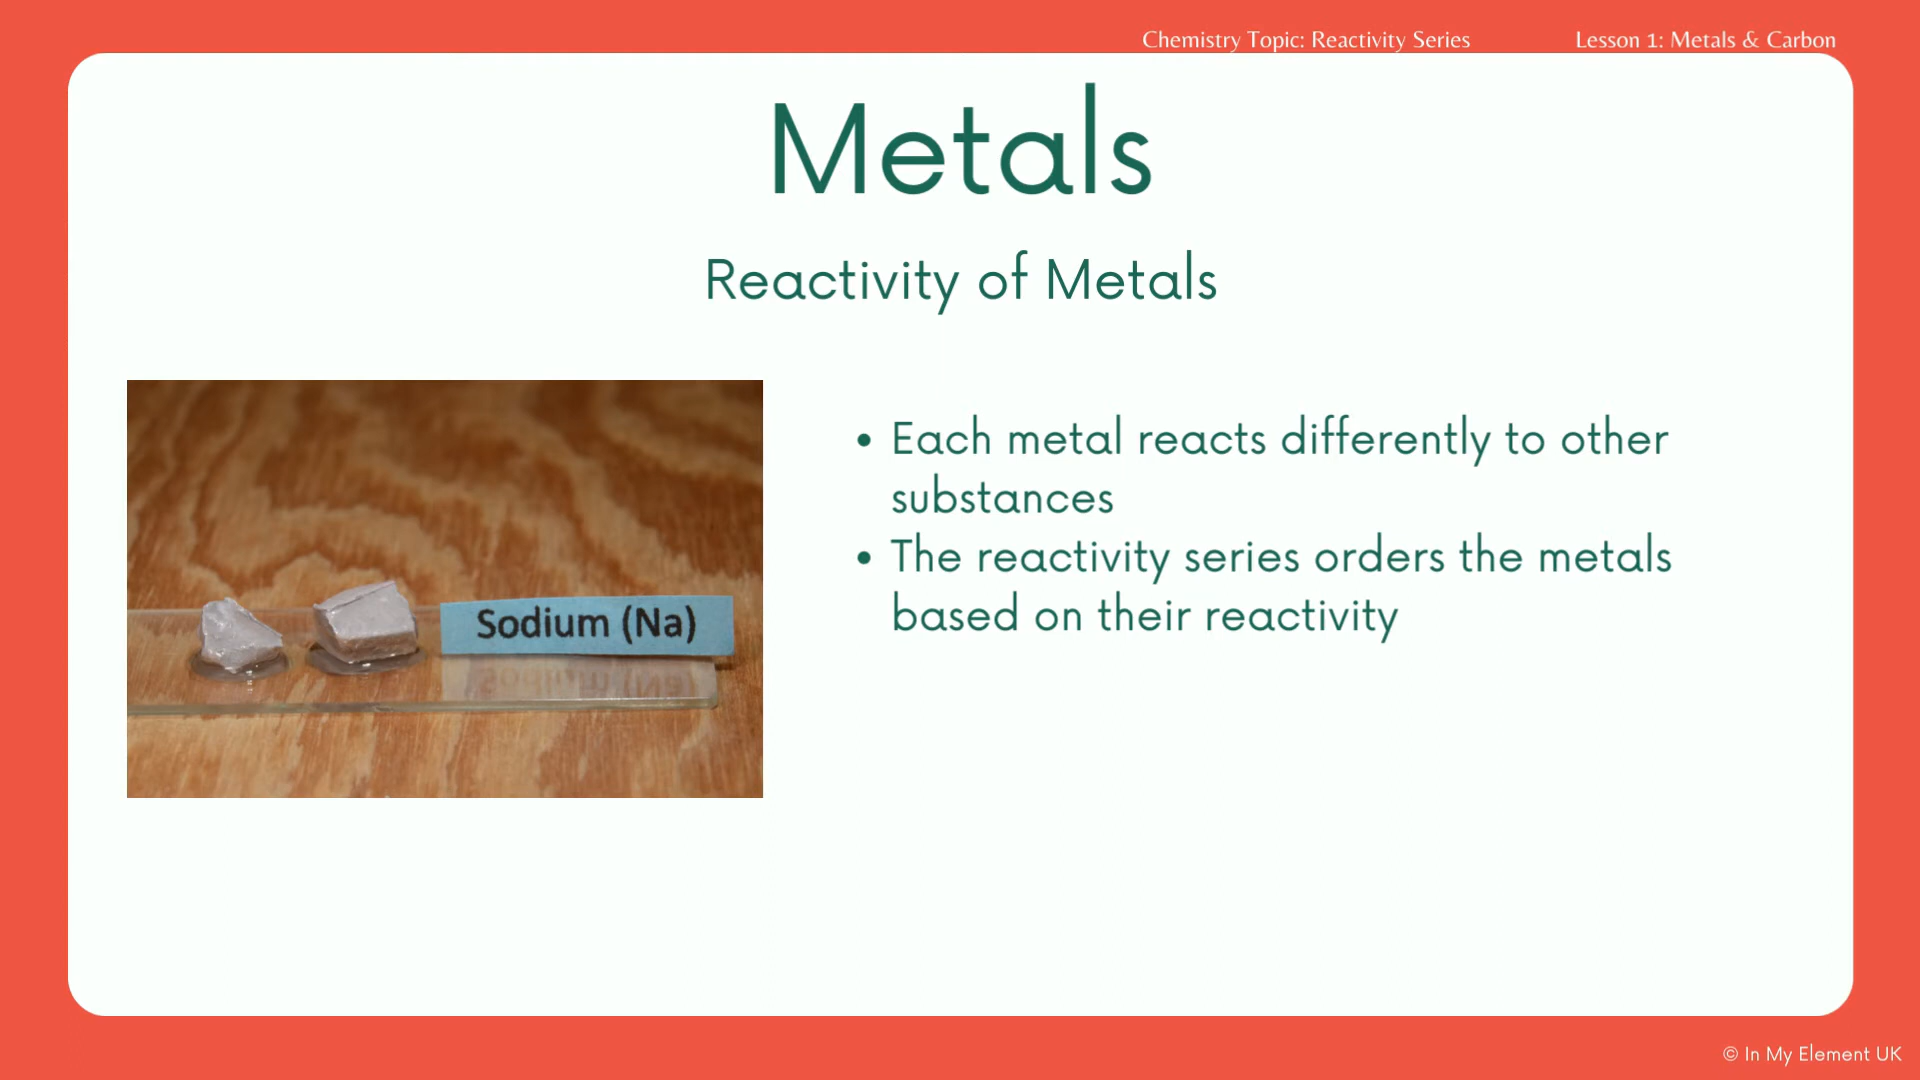 Chemistry Topic: Reactivity Series
Lesson 1: Metals & Carbon
Metals
Reactivity of Metals
Sodium (Na)
• Each metal reacts differently to other
substances
• The reactivity series orders the metals
based on their reactivity
© In My Element UK